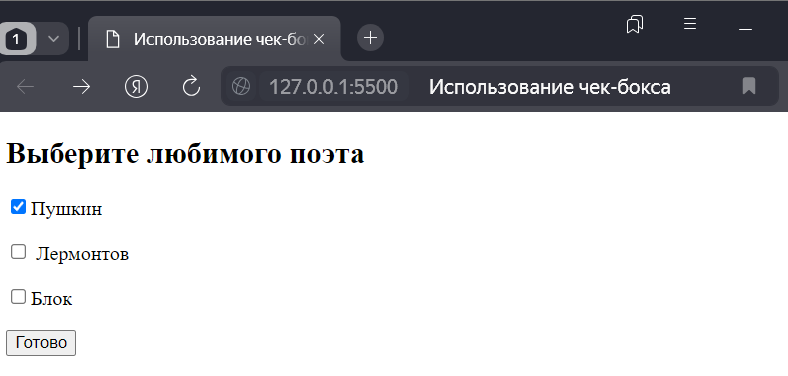 1
Использование чек-бо
Я
127.0.0.1:5500 Использование чек-бокса
Выберите любимого поэта
Пушкин
Лермонтов
Блок
Готово